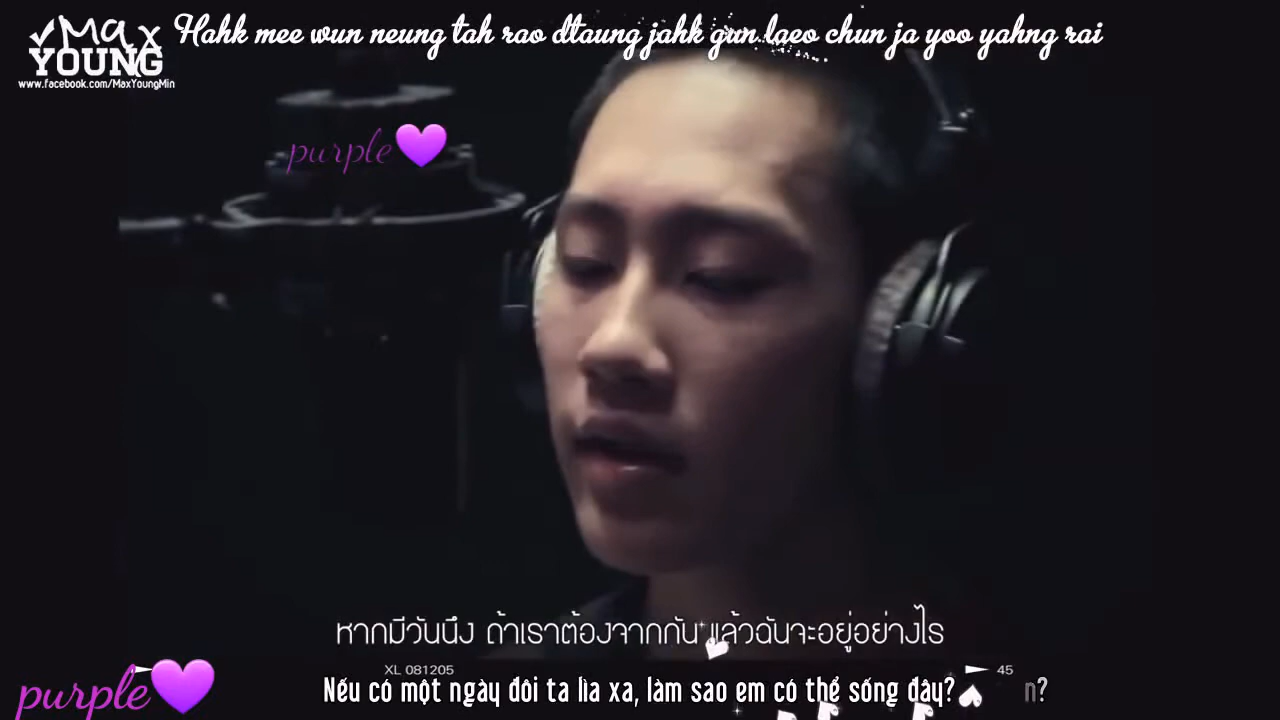 Max
YOUNG
www.facebook.com/MaxYoungMin
Hahk mee wun neung tah rao dtaung jahk gun laeo chun ja yoo yahng rai
purple💜
หากมีวันนึง ถ้าเราต้องจากกัน แล้วฉันจะอยู่อย่างไร
XL 081205
45
purple💜
Nếu có một ngày đôi ta lìa xa, làm sao em có thể sống đây?
n?